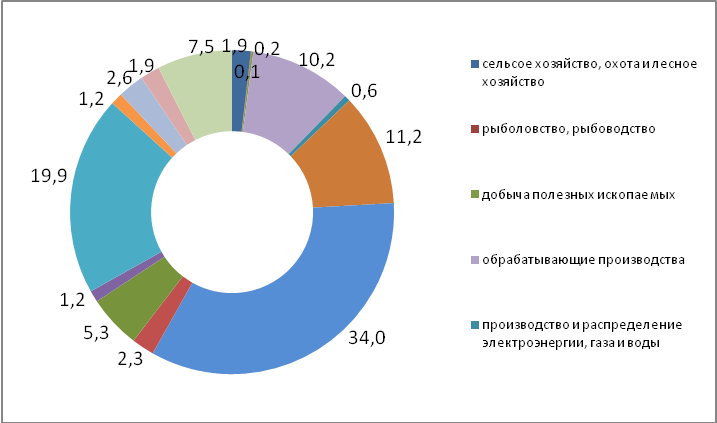 7,5
1,9
0,2
0,1
10,2
0,6
11,2
34,0
2,3
5,3
1,2
19,9
1,2
2,6
1,9
сельсое хозяйство, охота и лесное
хозяйство
рыболовство, рыбоводство
добыча полезных ископаемых
обрабатывающие производства
производство и распределение
электроэнергии, газа и воды